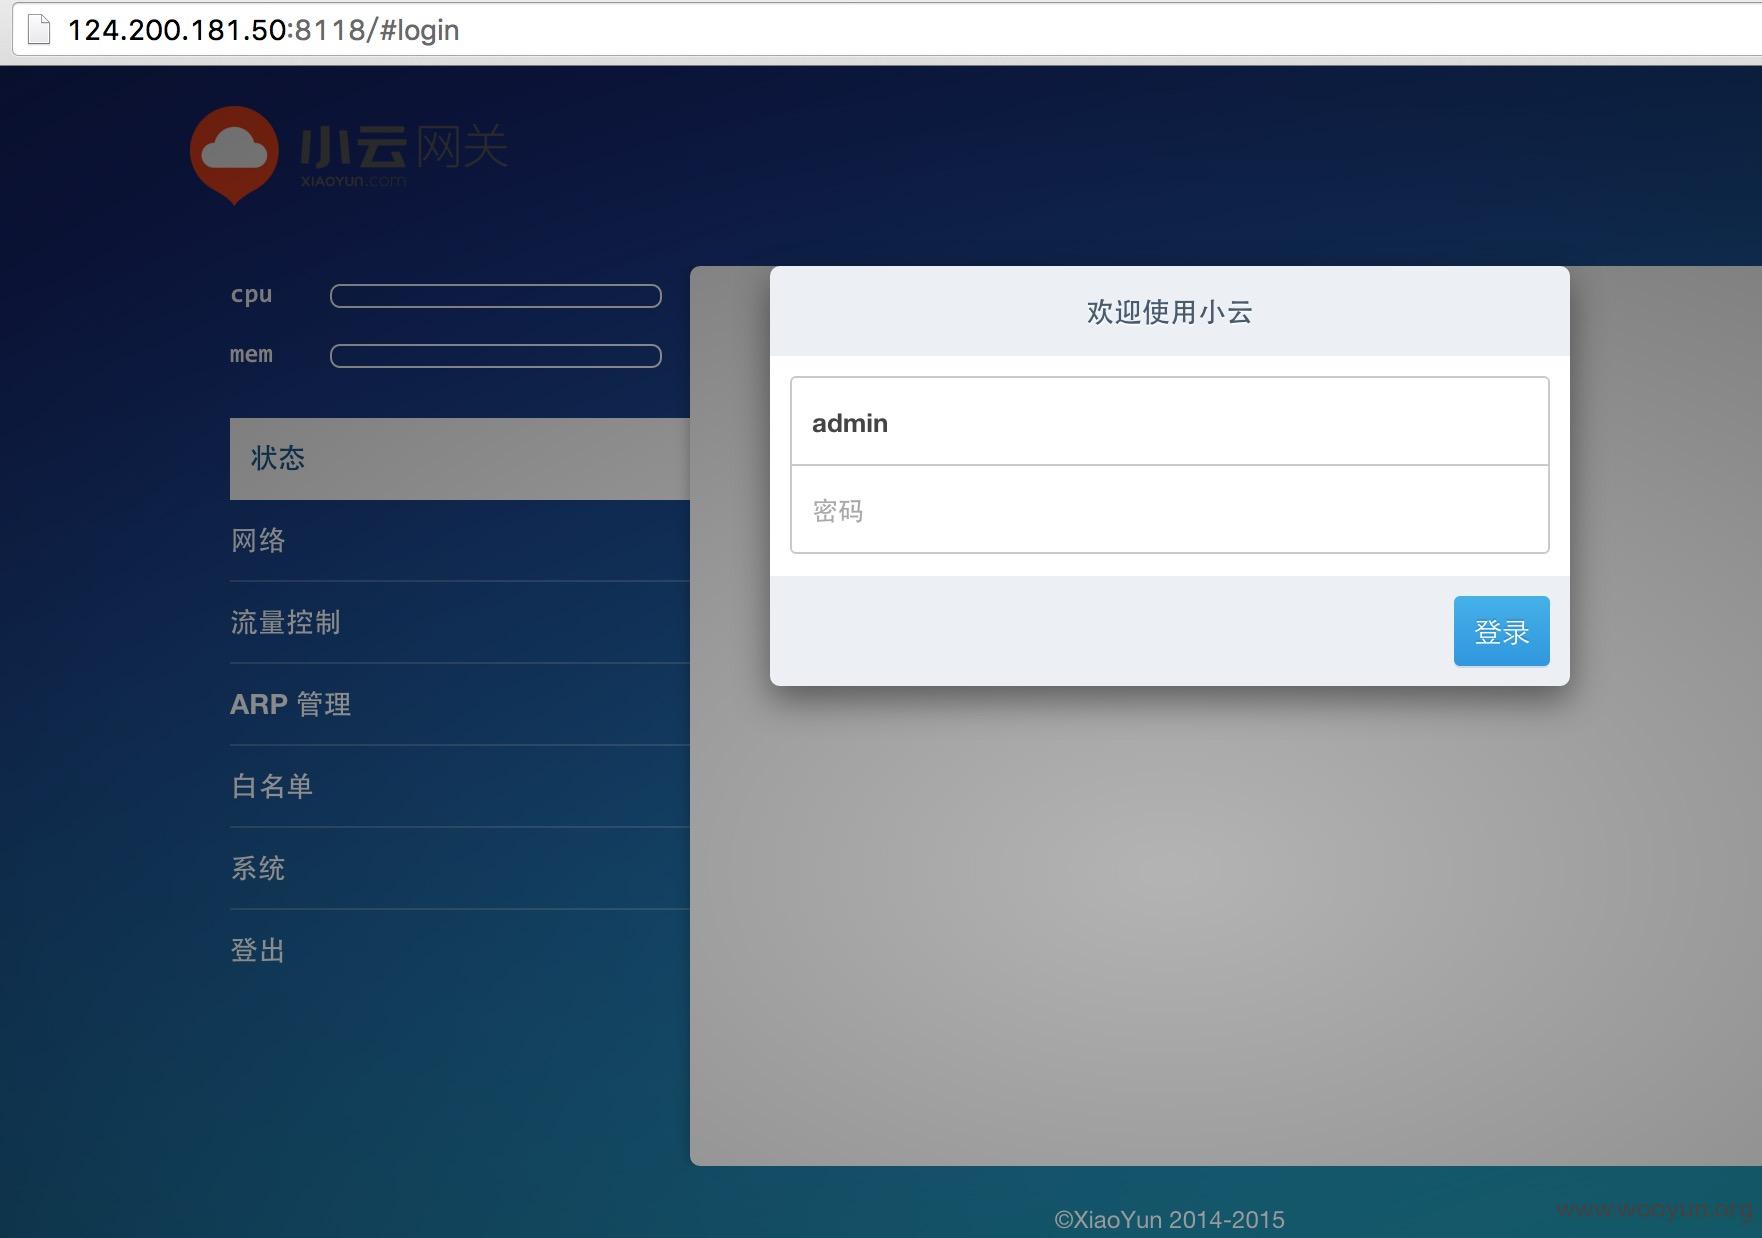 124.200.181.50:8118/#login
小云网关
XIAOYUN.com
cpu
mem
状态
网络
流量控制
ARP 管理
白名单
系统
登出
欢迎使用小云
admin
密码
登录
©XiaoYun 2014-2015
www.wooyun.org